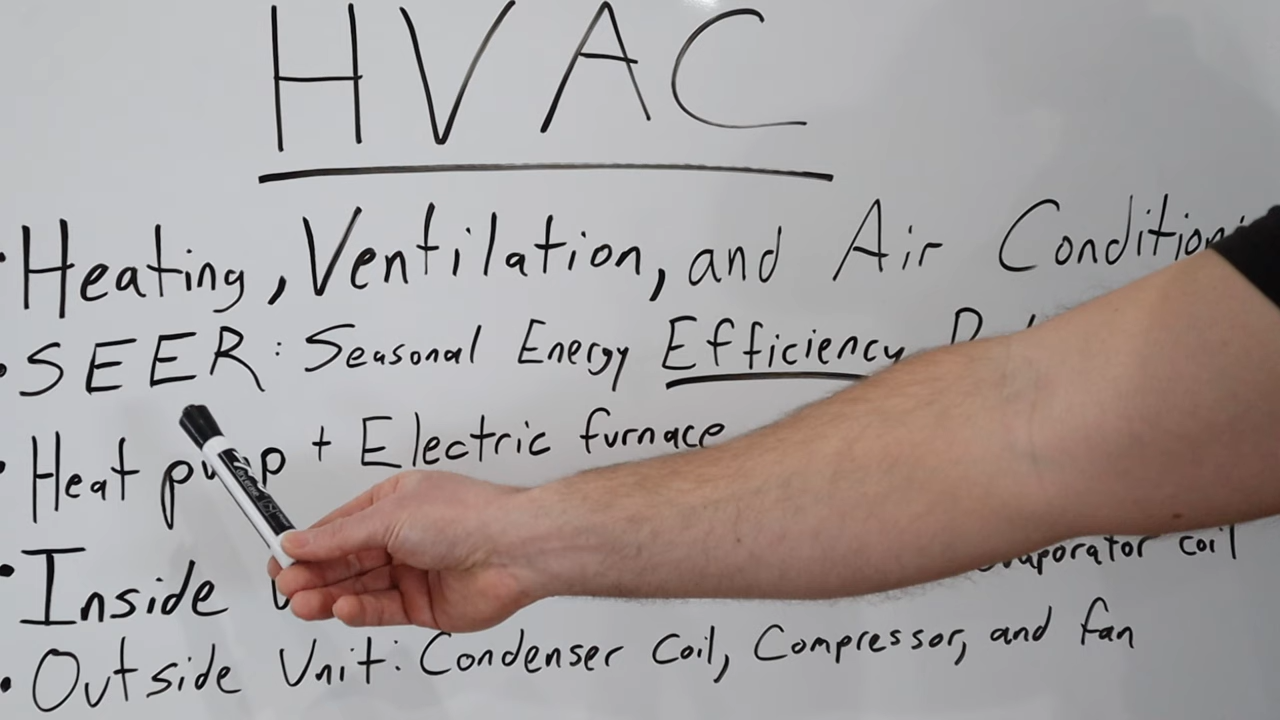 HVAC
• Heating, Ventilation, and Air Condition
• SEER: Seasonal Energy Efficiency
• Heat pump + Electric furnace
• Inside
coil
• Outside Unit: Condenser Coil, Compressor, and fan